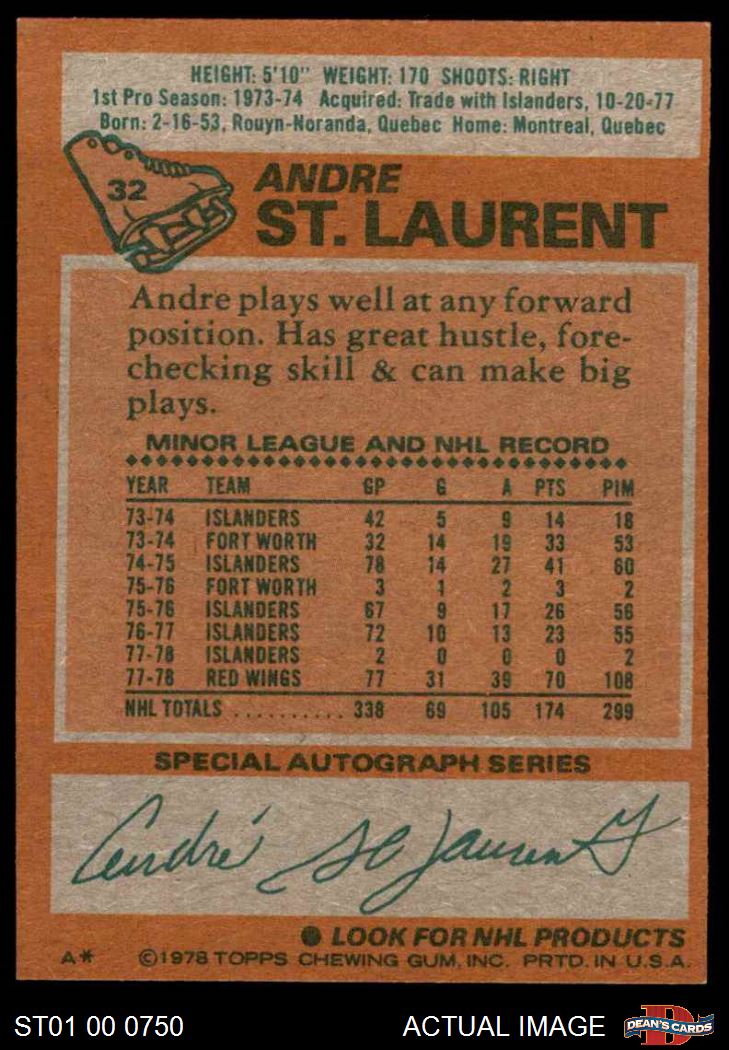 HEIGHT: 5'10" WEIGHT: 170 SHOOTS: RIGHT
1st Pro Season: 1973-74 Acquired: Trade with Islanders, 10-20-77
Born: 2-16-53, Rouyn-Noranda, Quebec Home: Montreal, Quebec
32
ANDRE
ST. LAURENT
Andre plays well at any forward
position. Has great hustle, fore-
checking skill & can make big
plays.
MINOR LEAGUE AND NHL RECORD
YEAR TEAM GP G A PTS PIM
73-74 ISLANDERS 42 5 9 14 18
73-74 FORT WORTH 32 14 19 33 53
74-75 ISLANDERS 78 14 27 41 60
75-76 FORT WORTH 3 1 2 3 2
75-76 ISLANDERS 67 9 17 26 56
76-77 ISLANDERS 72 10 13 23 55
77-78 ISLANDERS 2 0 0 0 2
77-78 RED WINGS 77 31 39 70 108
NHL TOTALS .......... 338 69 105 174 299
SPECIAL AUTOGRAPH SERIES
André St Laurent
● LOOK FOR NHL PRODUCTS
A* ©1978 TOPPS CHEWING GUM, INC. PRTD. IN U.S.A.
ST01 00 0750 ACTUAL IMAGE
DEAN'S CARDS